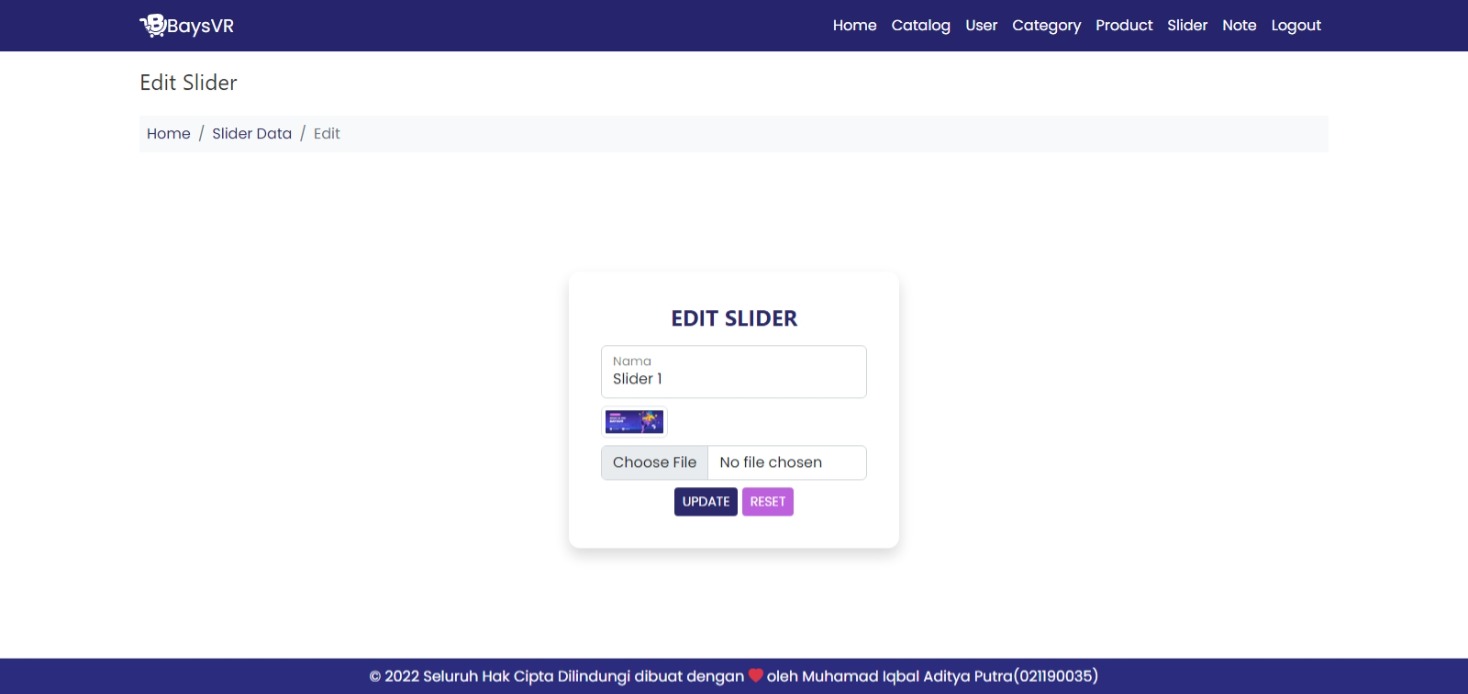 BaysVR
Home Catalog User Category Product Slider Note Logout
Edit Slider
Home / Slider Data / Edit
EDIT SLIDER
Nama
Slider 1
Choose File No file chosen
UPDATE RESET
© 2022 Seluruh Hak Cipta Dilindungi dibuat dengan ❤ oleh Muhamad Iqbal Aditya Putra(021190035)